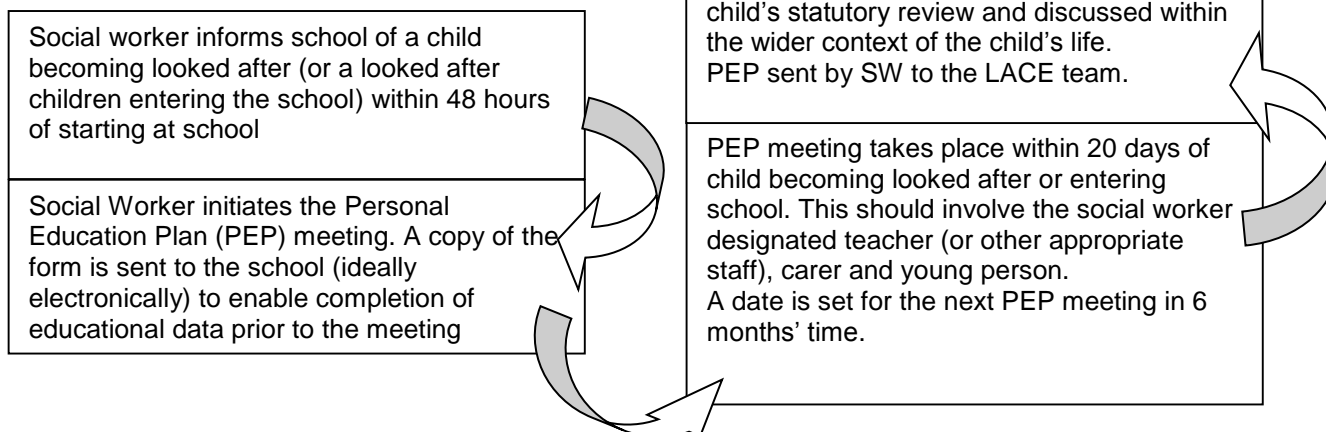 Social worker informs school of a child
becoming looked after (or a looked after
children entering the school) within 48 hours
of starting at school
Social Worker initiates the Personal
Education Plan (PEP) meeting. A copy of the
form is sent to the school (ideally
electronically) to enable completion of
educational data prior to the meeting
child’s statutory review and discussed within
the wider context of the child’s life.
PEP sent by SW to the LACE team.
PEP meeting takes place within 20 days of
child becoming looked after or entering
school. This should involve the social worker
designated teacher (or other appropriate
staff), carer and young person.
A date is set for the next PEP meeting in 6
months’ time.